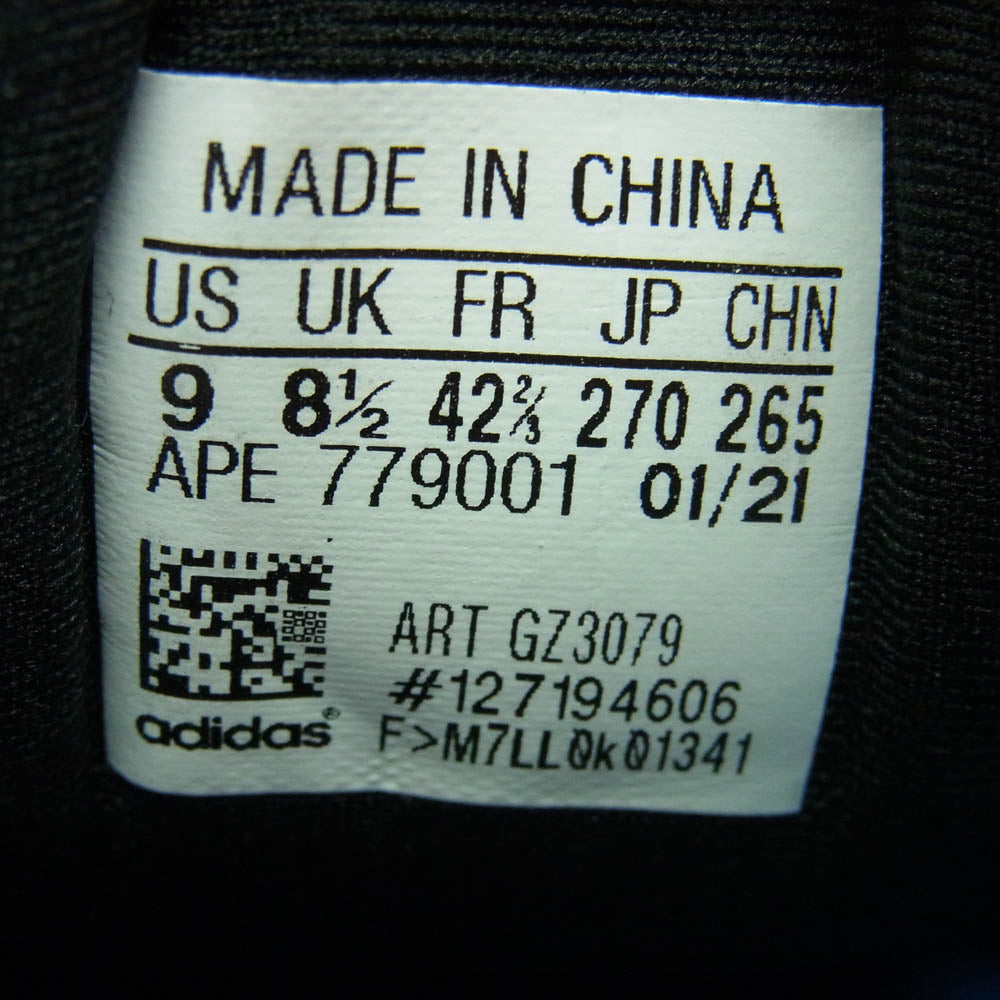 MADE IN CHINA
US UK FR JP CHN
9 8½ 42⅔ 270 265
APE 779001 01/21
ART GZ3079
#127194606
adidas® F>M7LL0k01341